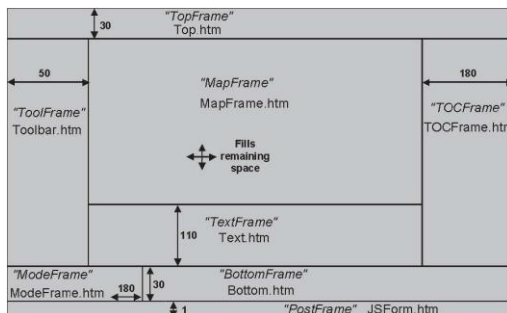 "TopFrame"
30
Top.htm
50
"MapFrame"
180
MapFrame.htm
"ToolFrame"
Toolbar.htm
"TOCFrame"
TOCFrame.htm
Fills
remaining
space
"TextFrame"
110
Text.htm
"ModeFrame"
"BottomFrame"
ModeFrame.htm
180
30
Bottom.htm
1
"PostFrame" JSForm.htm